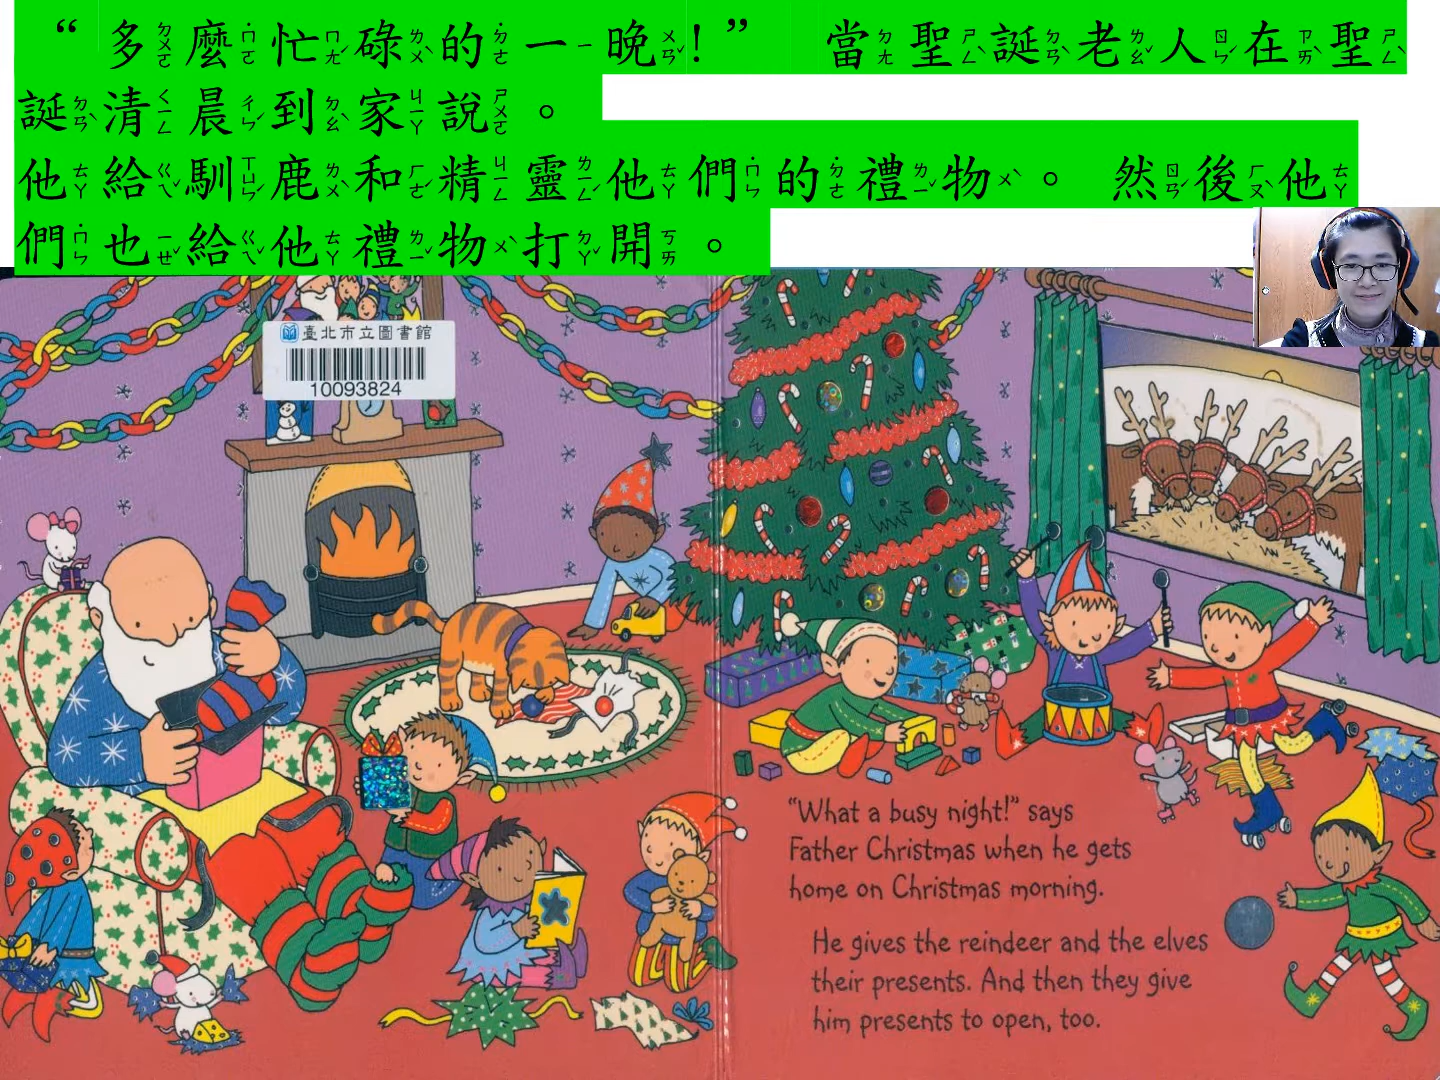 “多麼忙碌的一晚!” 當聖誕老人在聖
誕清晨到家說。
他給馴鹿和精靈他們的禮物。 然後他
們也給他禮物打開。
臺北市立圖書館
10093824
“What a busy night!” says
Father Christmas when he gets
home on Christmas morning.
He gives the reindeer and the elves
their presents. And then they give
him presents to open, too.